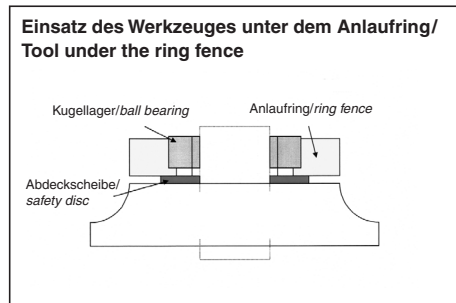 Einsatz des Werkzeuges unter dem Anlaufring/
Tool under the ring fence
Kugellager/ball bearing
Anlaufring/ring fence
Abdeckscheibe/
safety disc